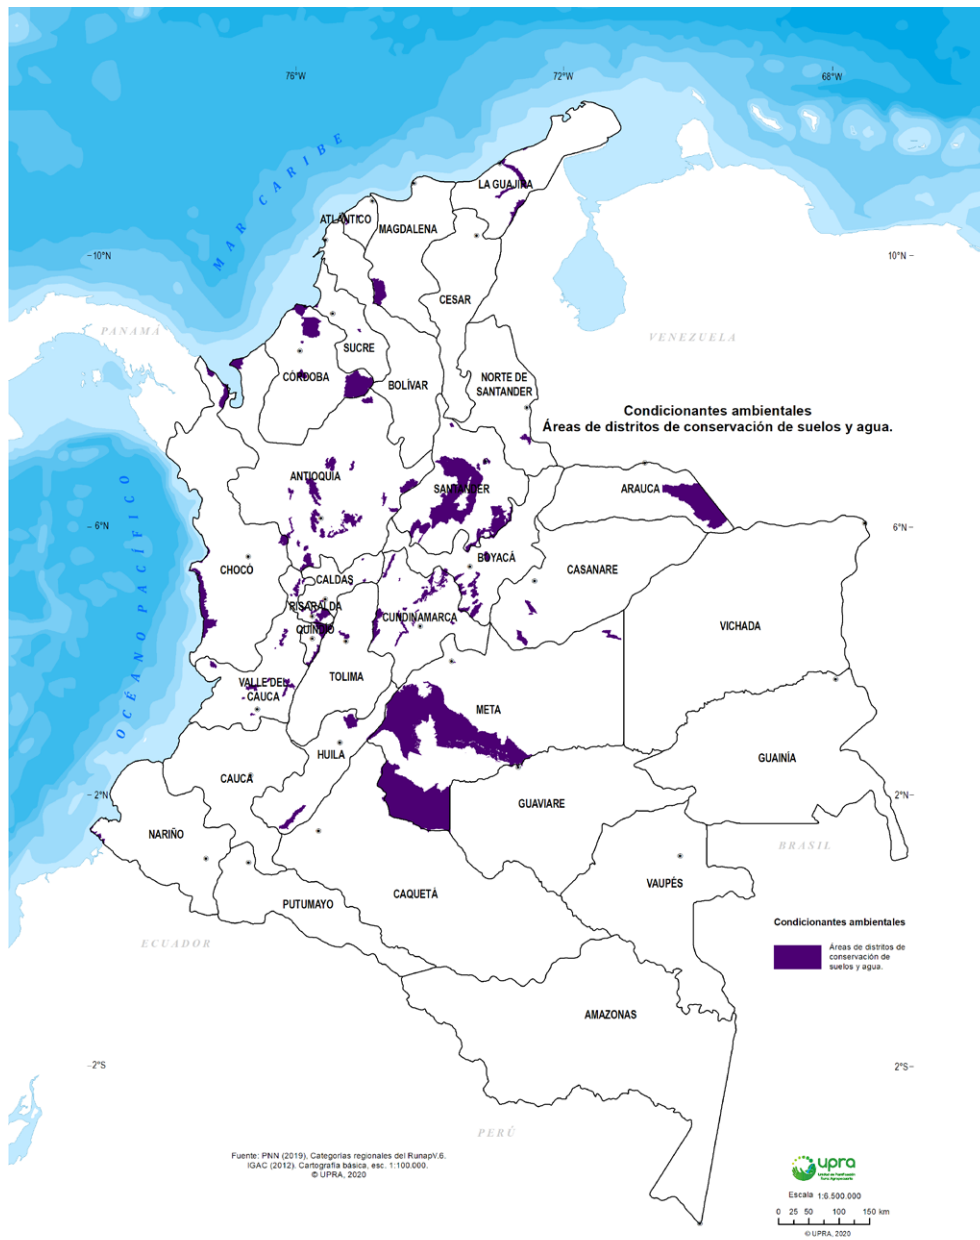 76°W
72°W
68°W
MAR CARIBE
LA GUAJIRA
ATLÁNTICO
MAGDALENA
10°N
10°N
CESAR
PANAMÁ
VENEZUELA
SUCRE
CÓRDOBA
BOLÍVAR
NORTE DE
SANTANDER
Condicionantes ambientales
Áreas de distritos de conservación de suelos y agua.
ANTIOQUIA
SANTANDER
ARAUCA
OCÉANO PACÍFICO
6°N
6°N
CHOCÓ
BOYACÁ
CASANARE
CALDAS
RISARALDA
CUNDINAMARCA
QUINDÍO
VICHADA
TOLIMA
VALLE DEL
CAUCA
META
HUILA
GUAINÍA
CAUCA
2°N
2°N
GUAVIARE
NARIÑO
BRASIL
VAUPÉS
CAQUETÁ
PUTUMAYO
ECUADOR
Condicionantes ambientales
Áreas de distritos de
conservación de
suelos y agua.
AMAZONAS
2°S
2°S
PERÚ
Fuente: PNN (2019), Categorías regionales del RunapV.6.
IGAC (2012). Cartografía básica, esc. 1:100.000.
© UPRA, 2020
upra
Escala 1:6.500.000
0 25 50 100 150 km
© UPRA, 2020